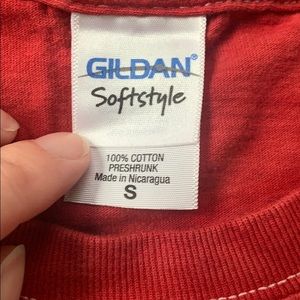 GILDAN®
Softstyle
100% COTTON
PRESHRUNK
Made in Nicaragua
S